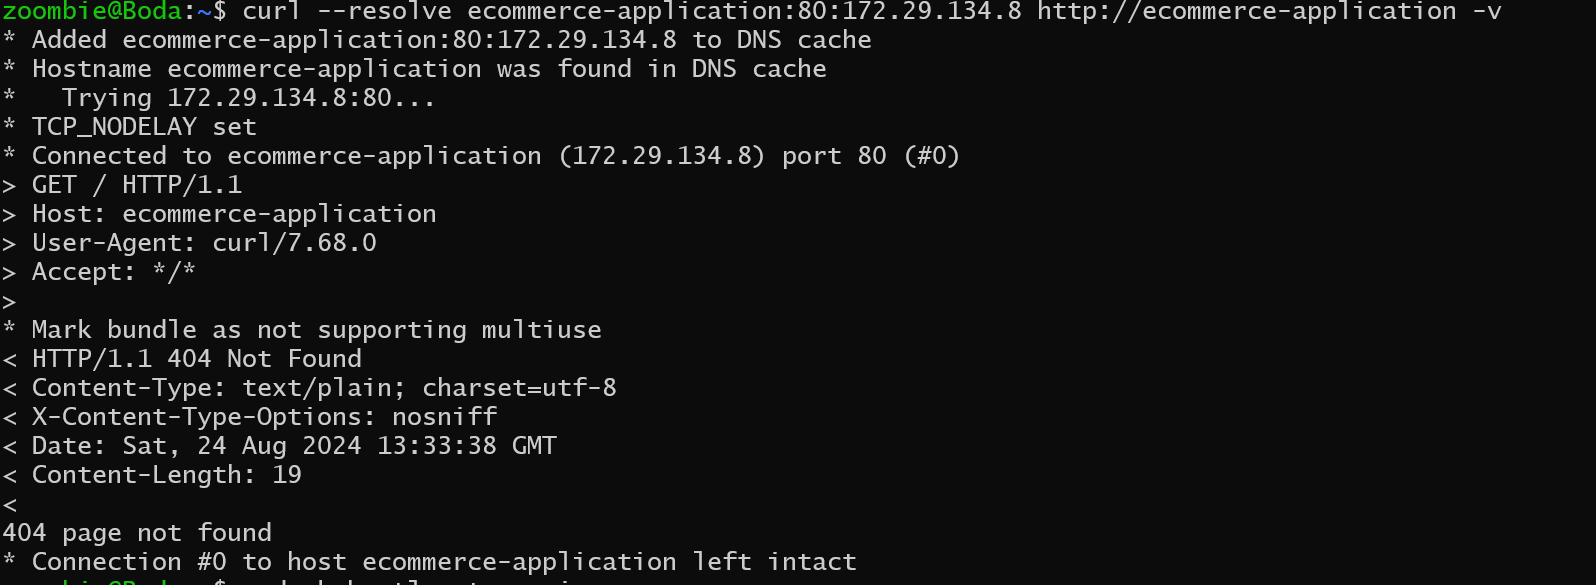 zoombie@Boda:~$ curl --resolve ecommerce-application:80:172.29.134.8 http://ecommerce-application -v
* Added ecommerce-application:80:172.29.134.8 to DNS cache
* Hostname ecommerce-application was found in DNS cache
*   Trying 172.29.134.8:80...
* TCP_NODELAY set
* Connected to ecommerce-application (172.29.134.8) port 80 (#0)
> GET / HTTP/1.1
> Host: ecommerce-application
> User-Agent: curl/7.68.0
> Accept: */*
>
* Mark bundle as not supporting multiuse
< HTTP/1.1 404 Not Found
< Content-Type: text/plain; charset=utf-8
< X-Content-Type-Options: nosniff
< Date: Sat, 24 Aug 2024 13:33:38 GMT
< Content-Length: 19
<
404 page not found
* Connection #0 to host ecommerce-application left intact